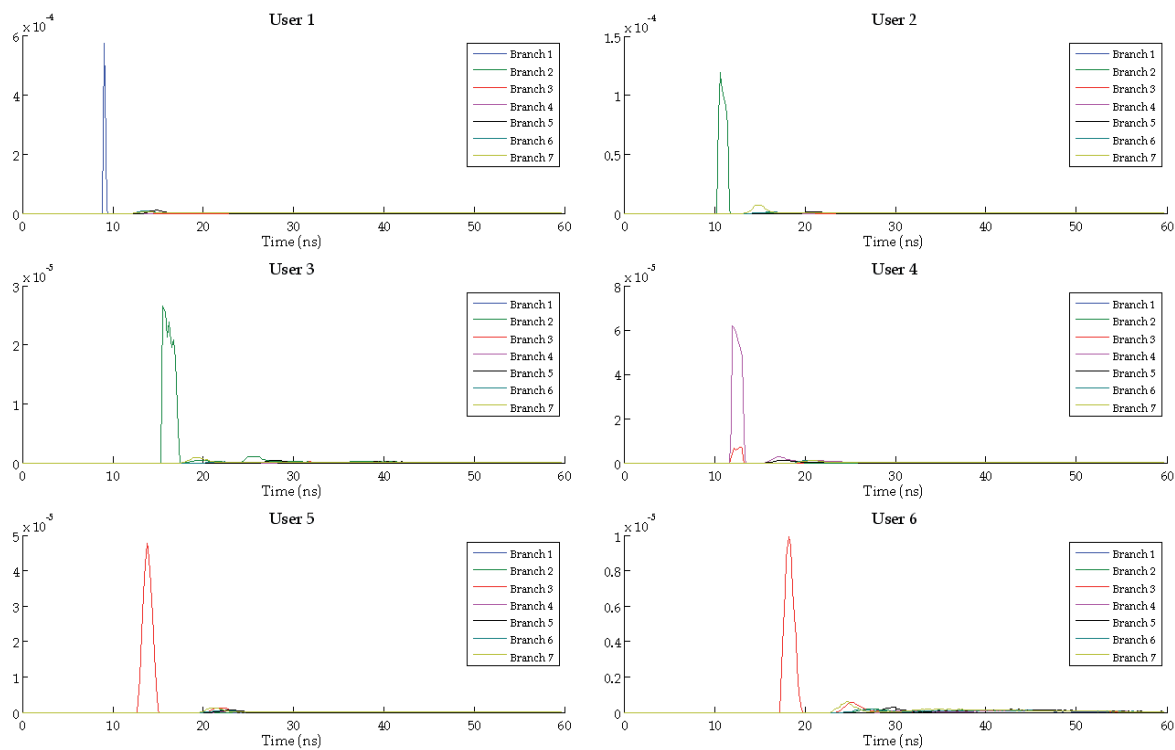 User 1
× 10⁻⁴
6
4
2
0
0 10 20 30 40 50 60
Time (ns)
Branch 1
Branch 2
Branch 3
Branch 4
Branch 5
Branch 6
Branch 7
User 2
× 10⁻⁴
1.5
1
0.5
0
0 10 20 30 40 50 60
Time (ns)
Branch 1
Branch 2
Branch 3
Branch 4
Branch 5
Branch 6
Branch 7
User 3
× 10⁻⁵
3
2
1
0
0 10 20 30 40 50 60
Time (ns)
Branch 1
Branch 2
Branch 3
Branch 4
Branch 5
Branch 6
Branch 7
User 4
× 10⁻⁵
8
6
4
2
0
0 10 20 30 40 50 60
Time (ns)
Branch 1
Branch 2
Branch 3
Branch 4
Branch 5
Branch 6
Branch 7
User 5
× 10⁻⁵
5
4
3
2
1
0
0 10 20 30 40 50 60
Time (ns)
Branch 1
Branch 2
Branch 3
Branch 4
Branch 5
Branch 6
Branch 7
User 6
× 10⁻⁵
1
0.8
0.6
0.4
0.2
0
0 10 20 30 40 50 60
Time (ns)
Branch 1
Branch 2
Branch 3
Branch 4
Branch 5
Branch 6
Branch 7